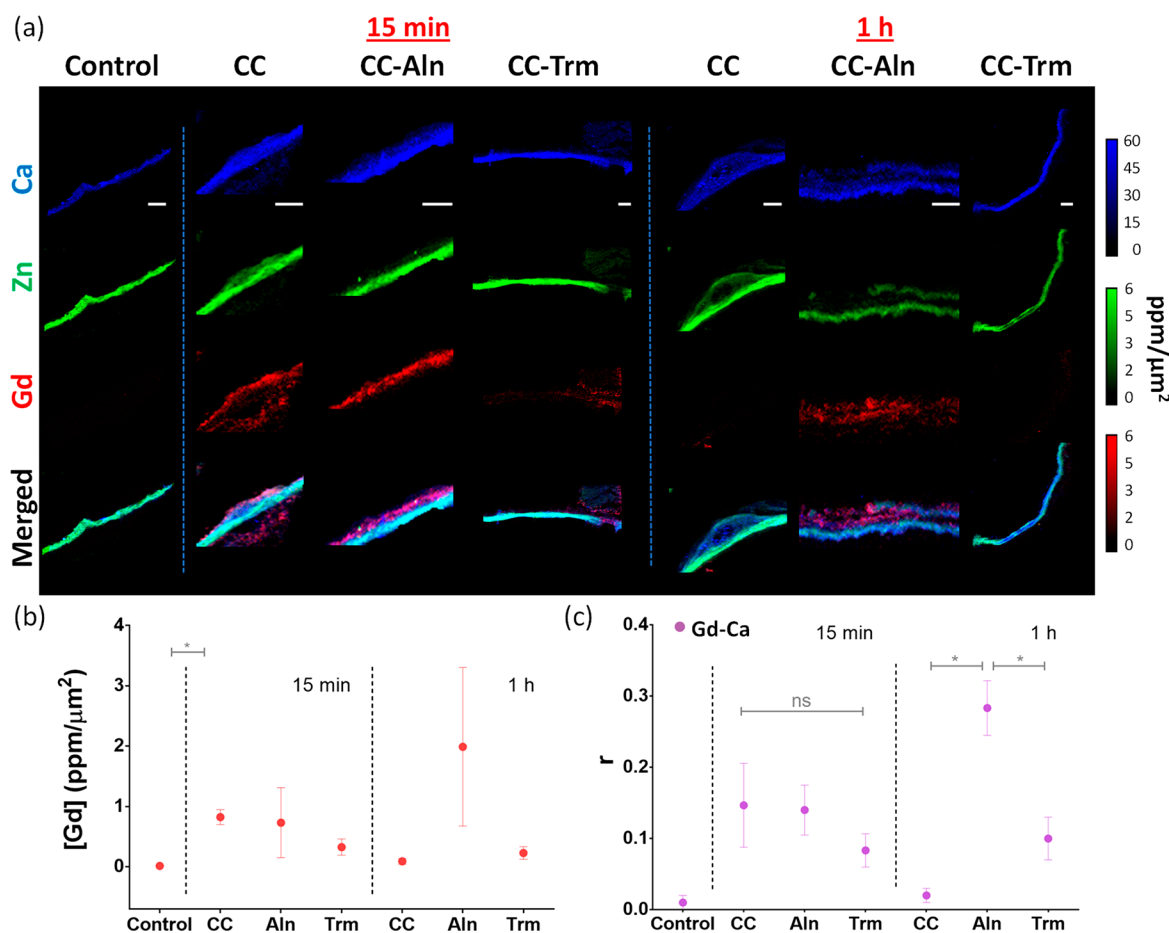 (a)
15 min
1 h
Control CC CC-Aln CC-Trm CC CC-Aln CC-Trm
Ca
60
45
30
15
0
Zn
6
5
3
2
0
ppm/μm²
Gd
6
5
3
2
0
Merged
(b)
4
3
2
1
0
[Gd] (ppm/μm²)
*
15 min
1 h
Control CC Aln Trm CC Aln Trm
(c)
0.4
0.3
0.2
0.1
0.0
r
Gd-Ca
15 min
1 h
ns
* *
Control CC Aln Trm CC Aln Trm